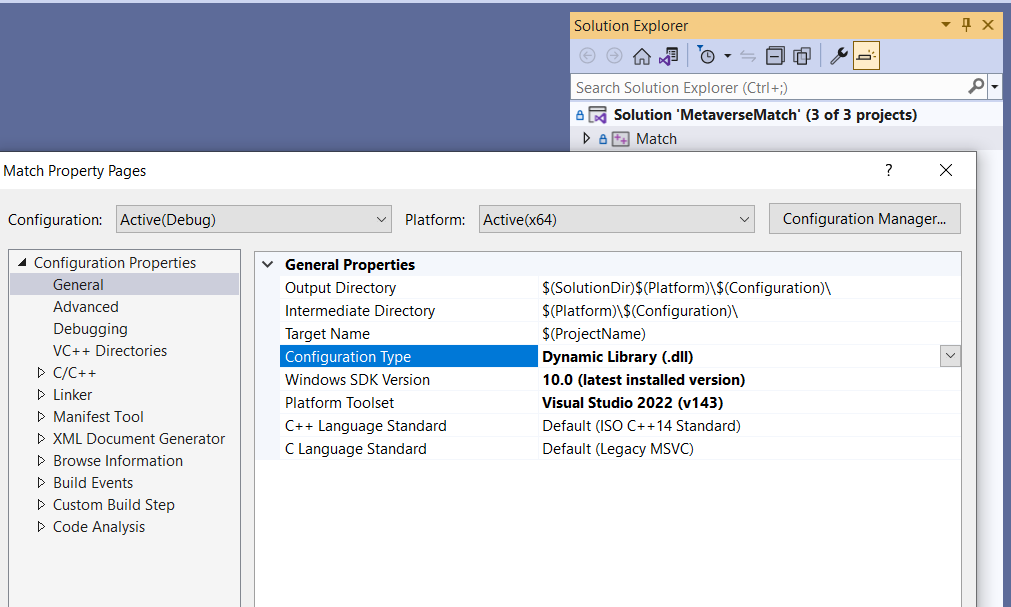 Solution Explorer
Search Solution Explorer (Ctrl+;)
Solution 'MetaverseMatch' (3 of 3 projects)
Match
Match Property Pages
?
Configuration: Active(Debug) Platform: Active(x64) Configuration Manager...
Configuration Properties
General
Advanced
Debugging
VC++ Directories
C/C++
Linker
Manifest Tool
XML Document Generator
Browse Information
Build Events
Custom Build Step
Code Analysis
General Properties
Output Directory $(SolutionDir)$(Platform)\$(Configuration)\
Intermediate Directory $(Platform)\$(Configuration)\
Target Name $(ProjectName)
Configuration Type Dynamic Library (.dll)
Windows SDK Version 10.0 (latest installed version)
Platform Toolset Visual Studio 2022 (v143)
C++ Language Standard Default (ISO C++14 Standard)
C Language Standard Default (Legacy MSVC)